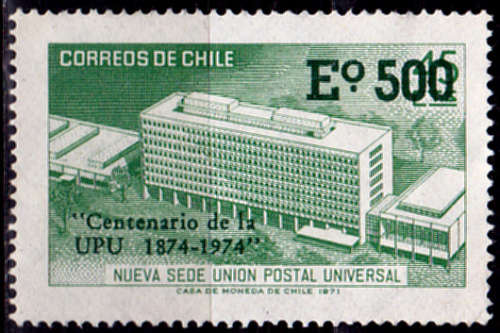 CORREOS DE CHILE
Eº 500
"Centenario de la
UPU 1874-1974"
NUEVA SEDE UNION POSTAL UNIVERSAL
CASA DE MONEDA DE CHILE 1971